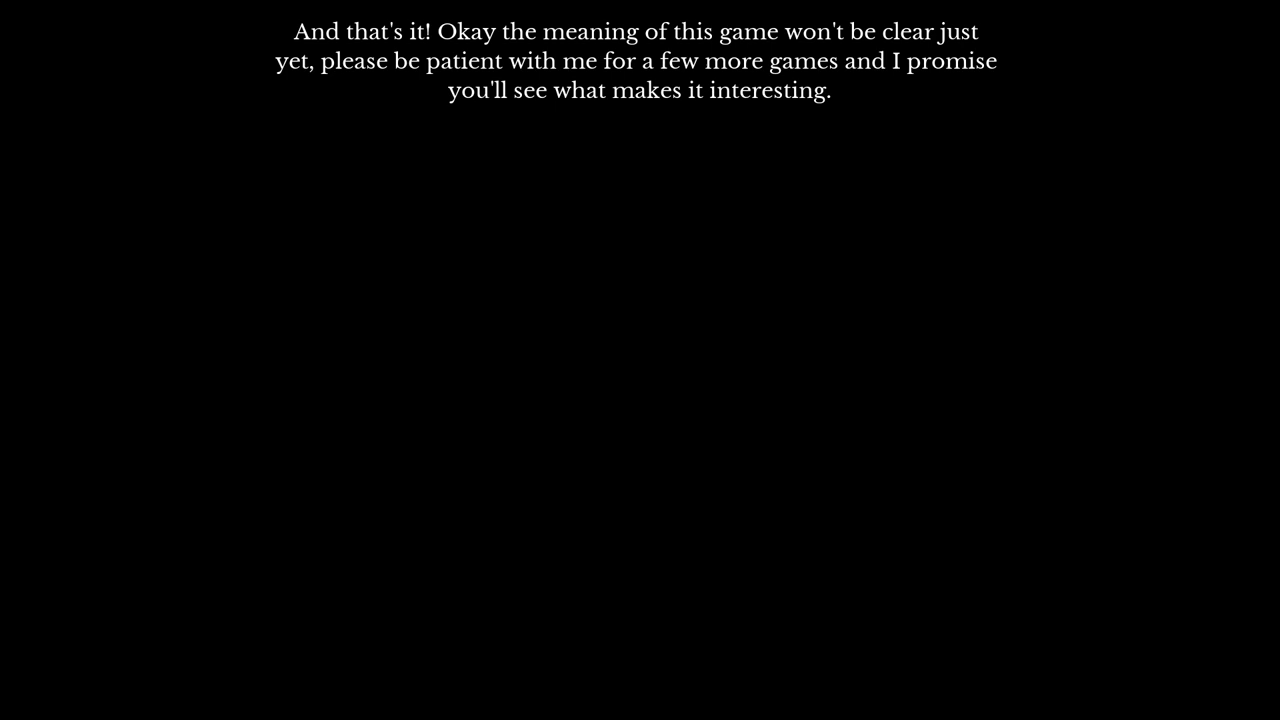 And that's it! Okay the meaning of this game won't be clear just
yet, please be patient with me for a few more games and I promise
you'll see what makes it interesting.